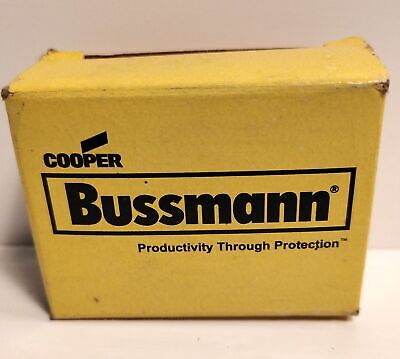 COOPER
Bussmann®
Productivity Through Protection™